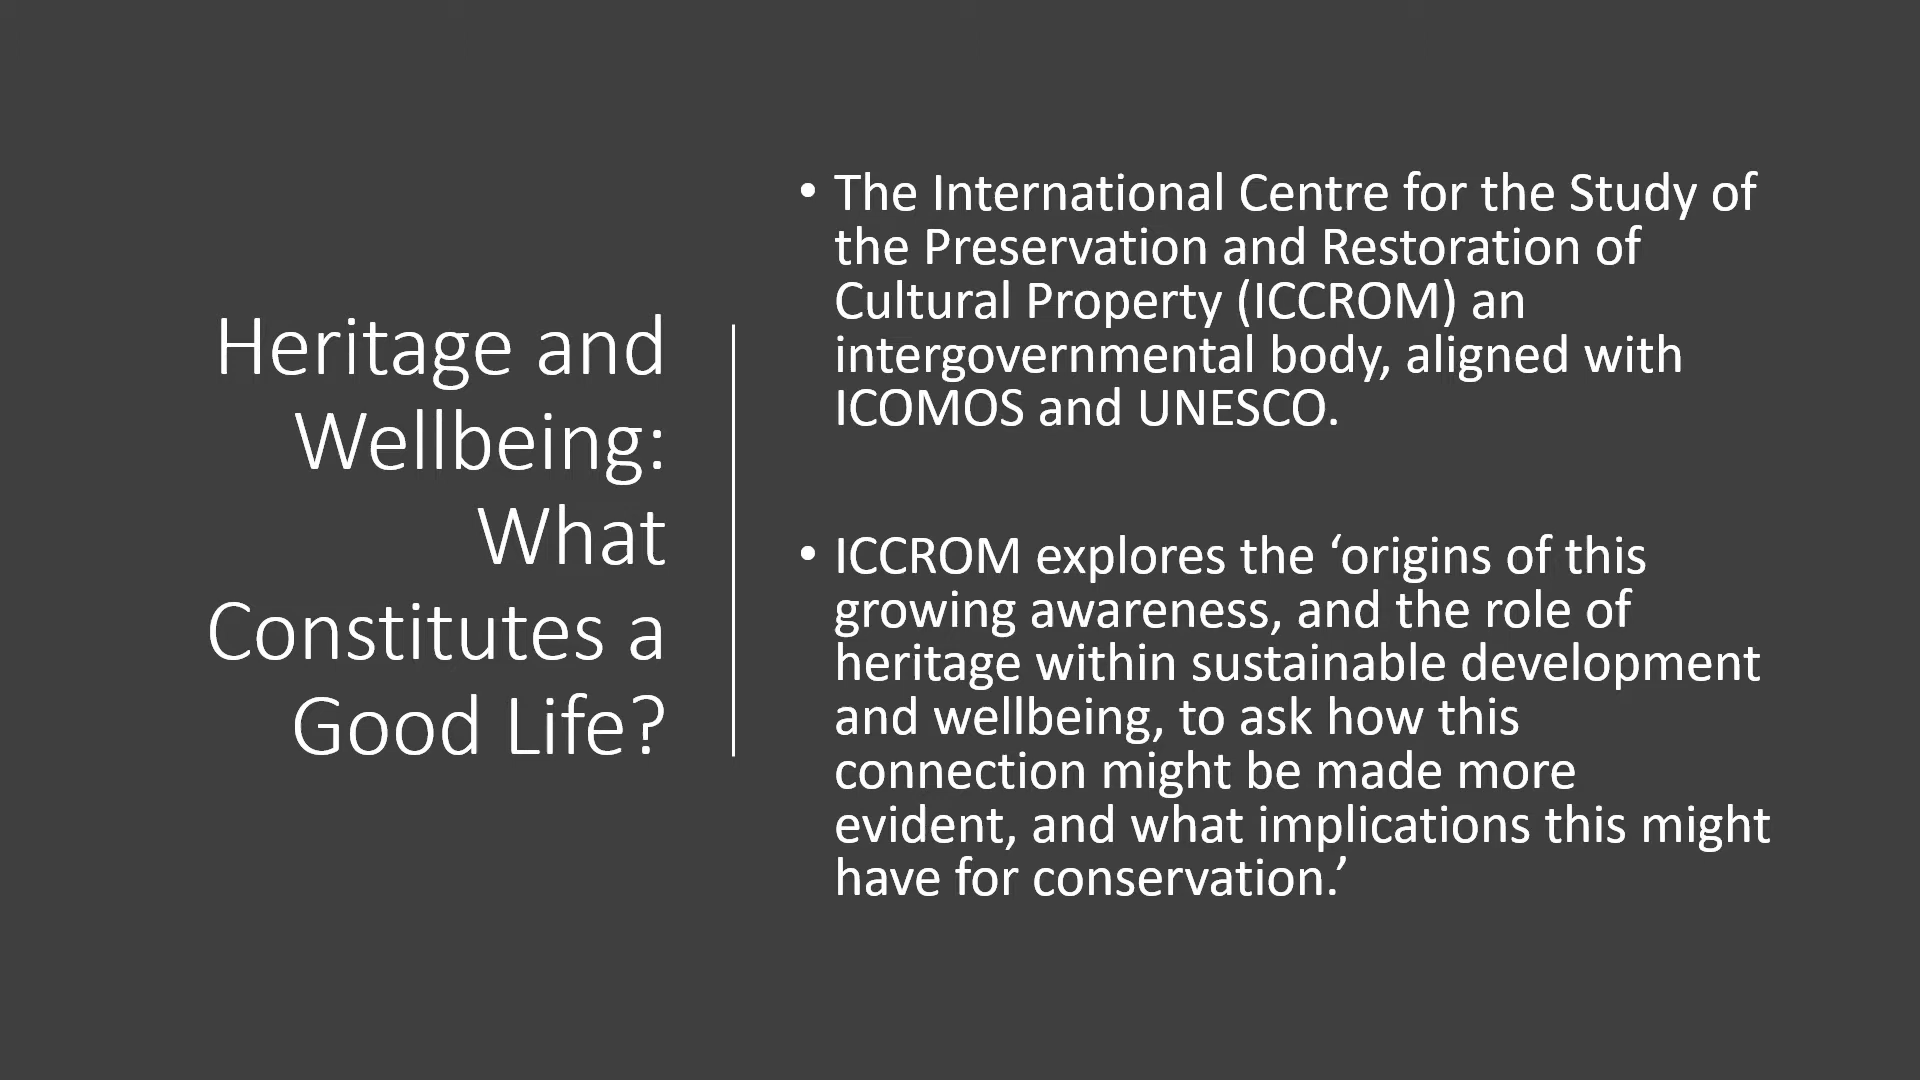 Heritage and
Wellbeing:
What
Constitutes a
Good Life?
• The International Centre for the Study of
the Preservation and Restoration of
Cultural Property (ICCROM) an
intergovernmental body, aligned with
ICOMOS and UNESCO.
• ICCROM explores the ‘origins of this
growing awareness, and the role of
heritage within sustainable development
and wellbeing, to ask how this
connection might be made more
evident, and what implications this might
have for conservation.’